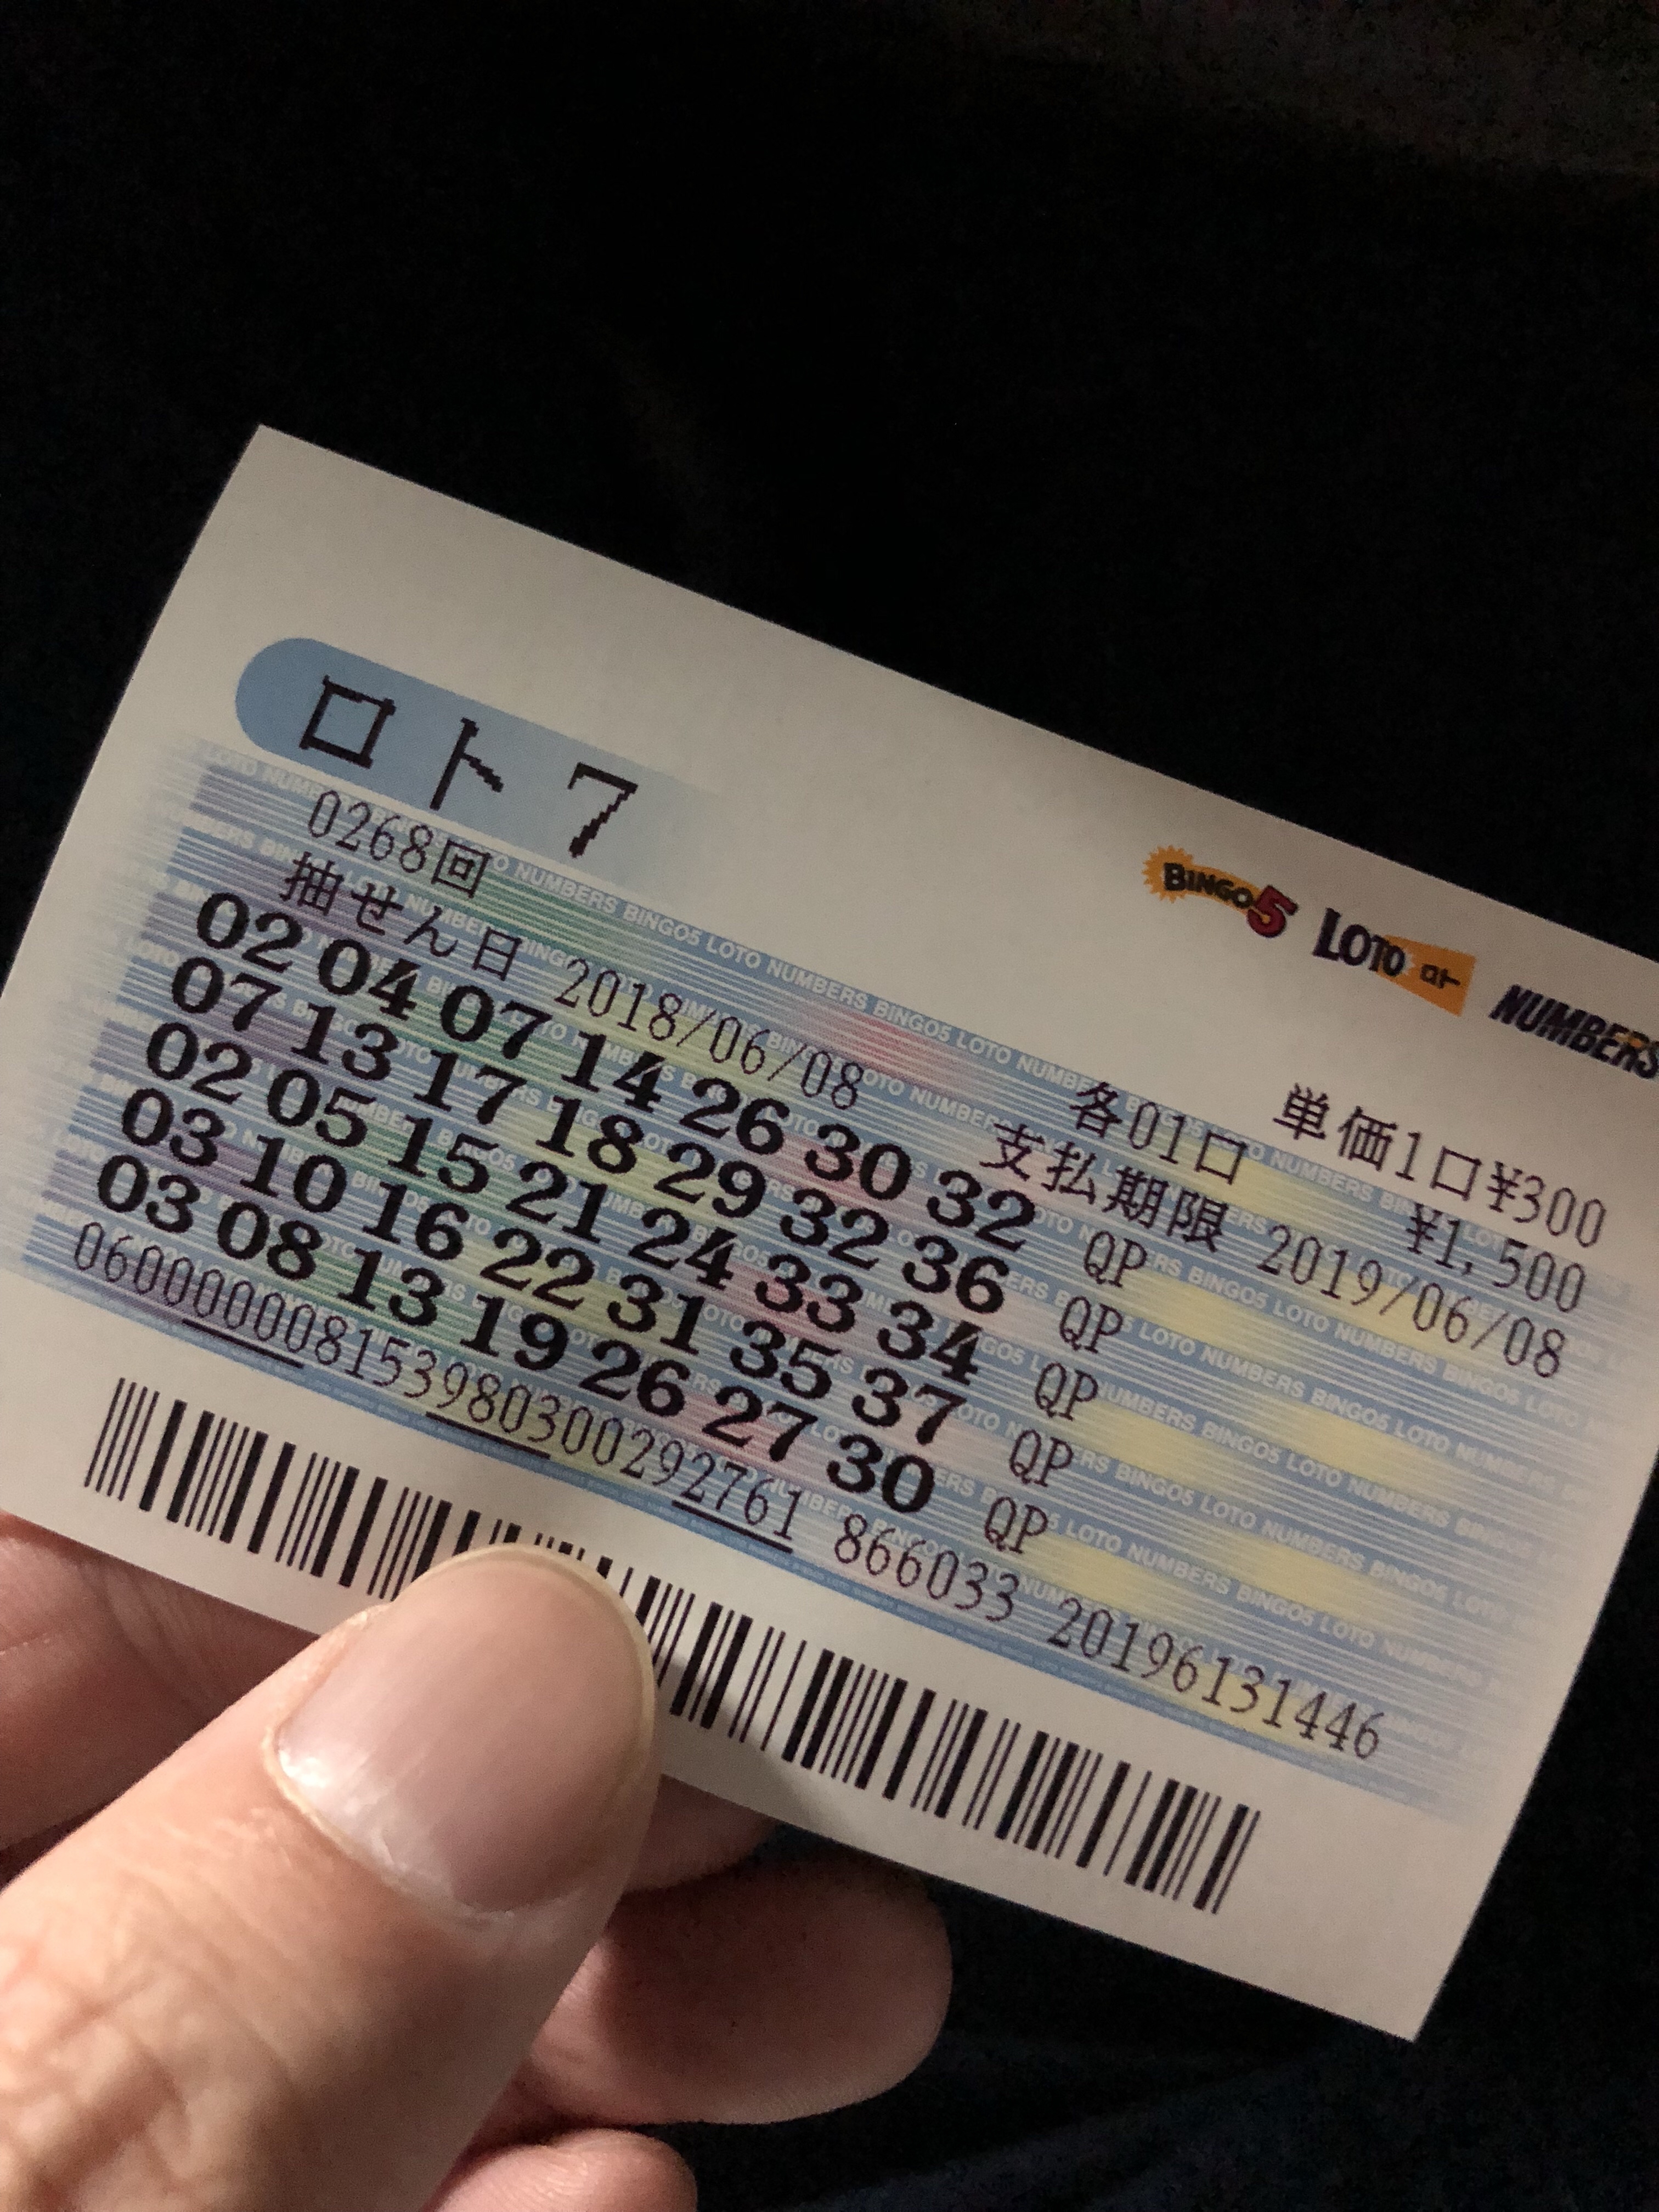 ロト7
BINGO5 LOTO ロト NUMBERS
0268回 各01口 単価1口¥300
¥1,500
抽せん日 2018/06/08 支払期限 2019/06/08
02 04 07 14 26 30 32 QP
07 13 17 18 29 32 36 QP
02 05 15 21 24 33 34 QP
03 10 16 22 31 35 37 QP
03 08 13 19 26 27 30 QP
060000008153980300292761 866033 20196131446